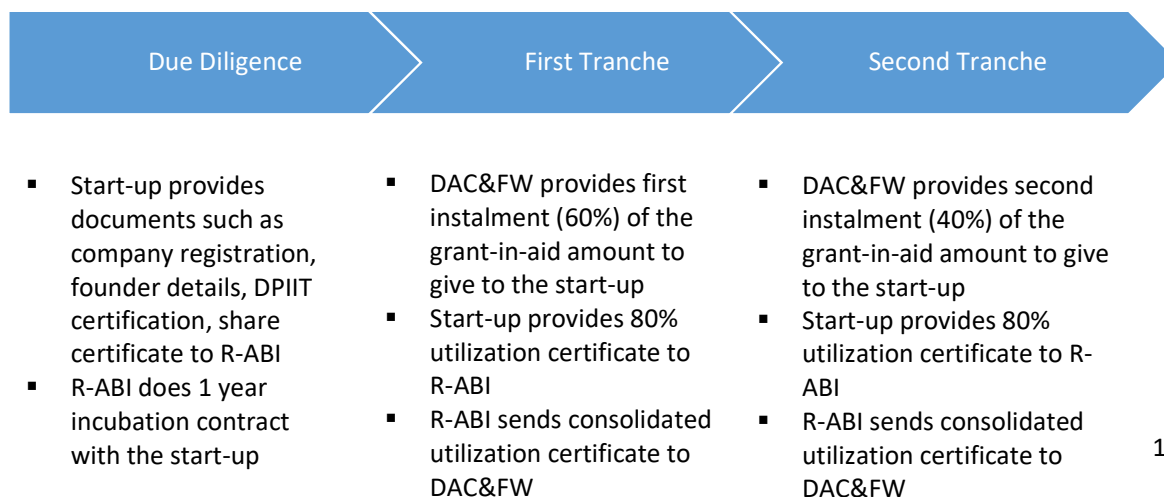 Due Diligence
First Tranche
Second Tranche
▪ Start-up provides
documents such as
company registration,
founder details, DPIIT
certification, share
certificate to R-ABI
▪ R-ABI does 1 year
incubation contract
with the start-up
▪ DAC&FW provides first
instalment (60%) of the
grant-in-aid amount to
give to the start-up
▪ Start-up provides 80%
utilization certificate to
R-ABI
▪ R-ABI sends consolidated
utilization certificate to
DAC&FW
▪ DAC&FW provides second
instalment (40%) of the
grant-in-aid amount to give
to the start-up
▪ Start-up provides 80%
utilization certificate to R-
ABI
▪ R-ABI sends consolidated
utilization certificate to
DAC&FW
1